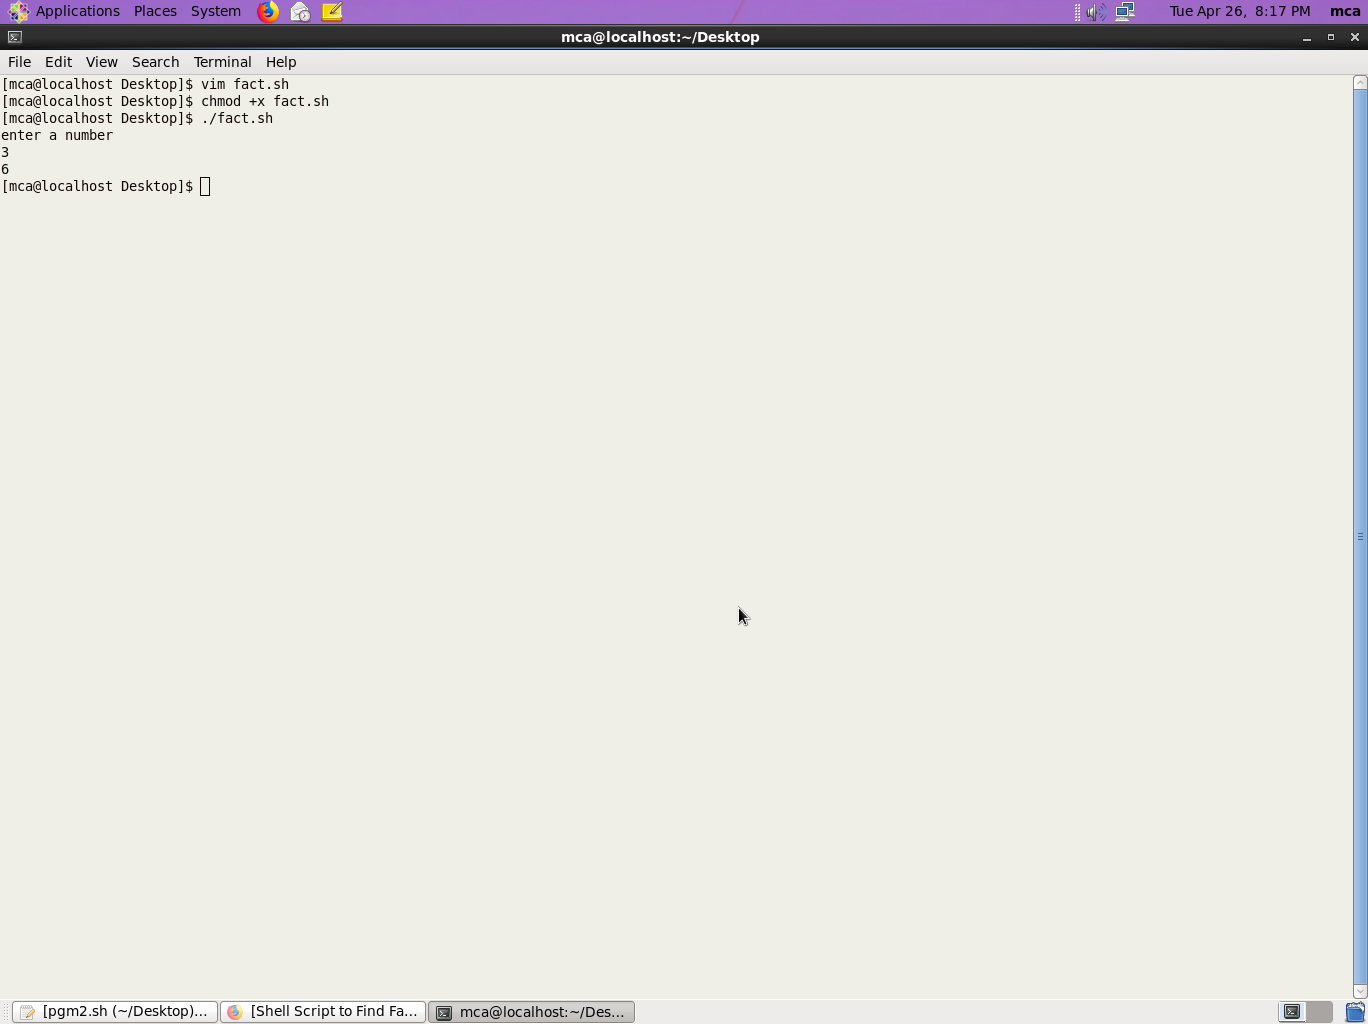 Applications Places System Tue Apr 26, 8:17 PM mca
mca@localhost:~/Desktop
File Edit View Search Terminal Help
[mca@localhost Desktop]$ vim fact.sh
[mca@localhost Desktop]$ chmod +x fact.sh
[mca@localhost Desktop]$ ./fact.sh
enter a number
3
6
[mca@localhost Desktop]$
[pgm2.sh (~/Desktop)... [Shell Script to Find Fa... mca@localhost:~/Des...